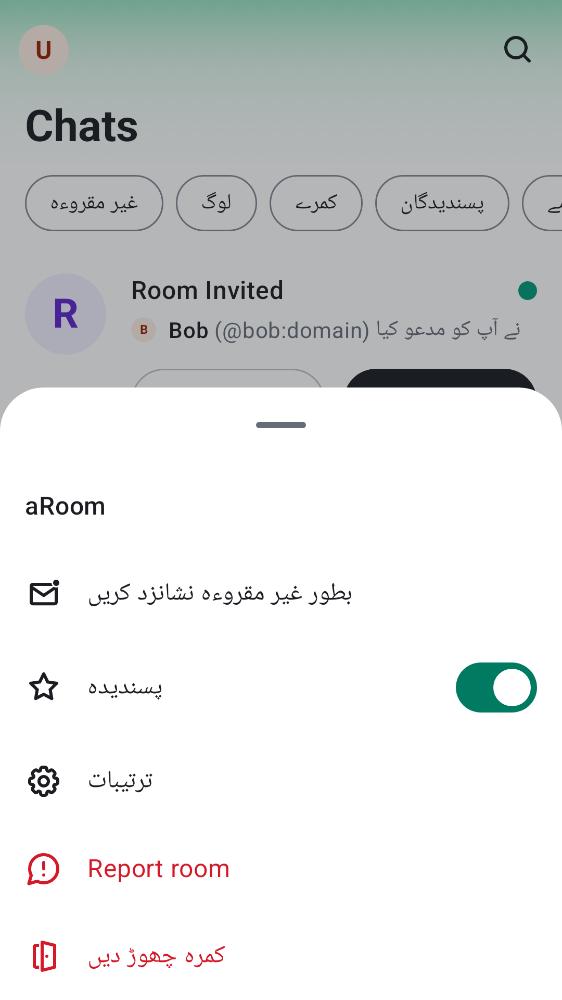 U
Chats
غیر مقروءہ
لوگ
کمرے
پسندیدگان
R
Room Invited
B
Bob (@bob:domain) نے آپ کو مدعو کیا
aRoom
بطور غیر مقروءہ نشانزد کریں
پسندیدہ
ترتیبات
Report room
کمرہ چھوڑ دیں